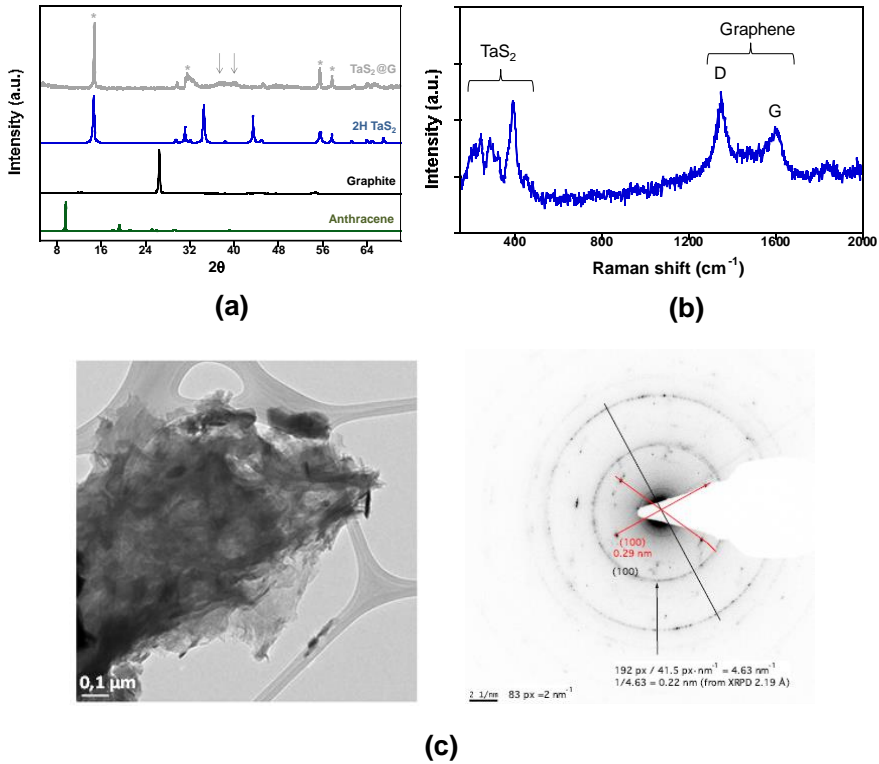 Intensity (a.u.)
*
*
*
*
TaS2@G
2H TaS2
Graphite
Anthracene
8 16 24 32 40 48 56 64
2θ
(a)
Intensity (a.u.)
TaS2
Graphene
D
G
400 800 1200 1600 2000
Raman shift (cm-1)
(b)
0,1 µm
(100)
0.29 nm
(100)
192 px / 41.5 px·nm-1 = 4.63 nm-1
1/4.63 = 0.22 nm (from XRPD 2.19 Å)
2 1/nm
83 px =2 nm-1
(c)